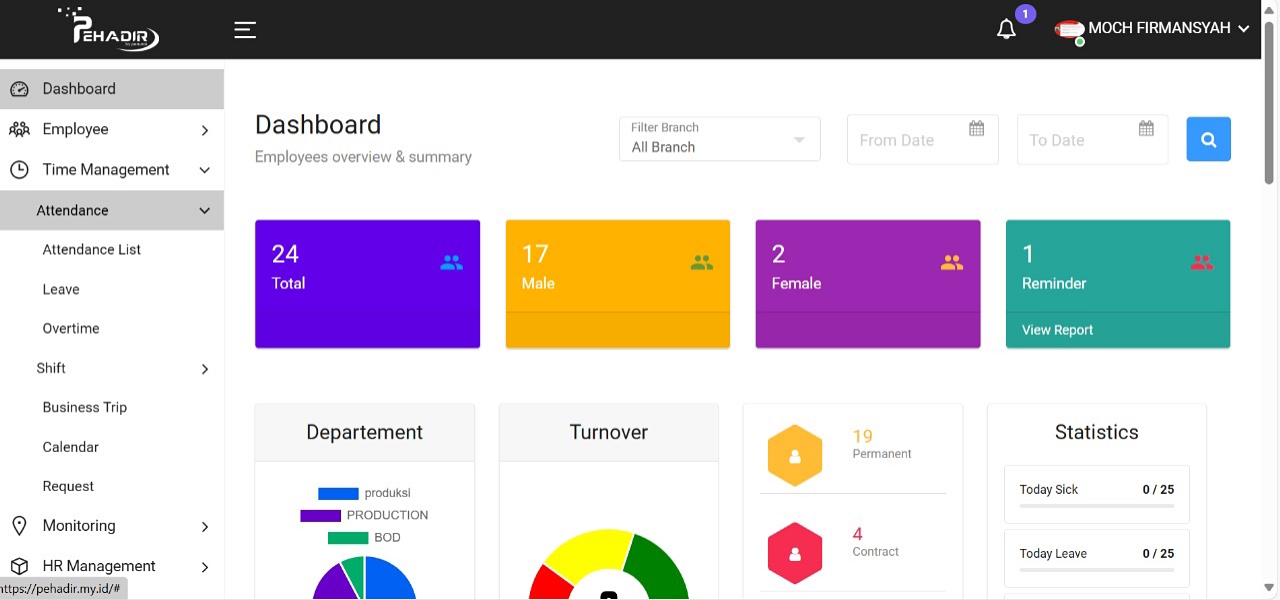 PEHADIR
1
MOCH FIRMANSYAH
Dashboard
Employee
Time Management
Attendance
Attendance List
Leave
Overtime
Shift
Business Trip
Calendar
Request
Monitoring
HR Management
https://pehadir.my.id/#
Dashboard
Employees overview & summary
Filter Branch
All Branch
From Date
To Date
24
Total
17
Male
2
Female
1
Reminder
View Report
Departement
produksi
PRODUCTION
BOD
Turnover
19
Permanent
4
Contract
Statistics
Today Sick 0 / 25
Today Leave 0 / 25